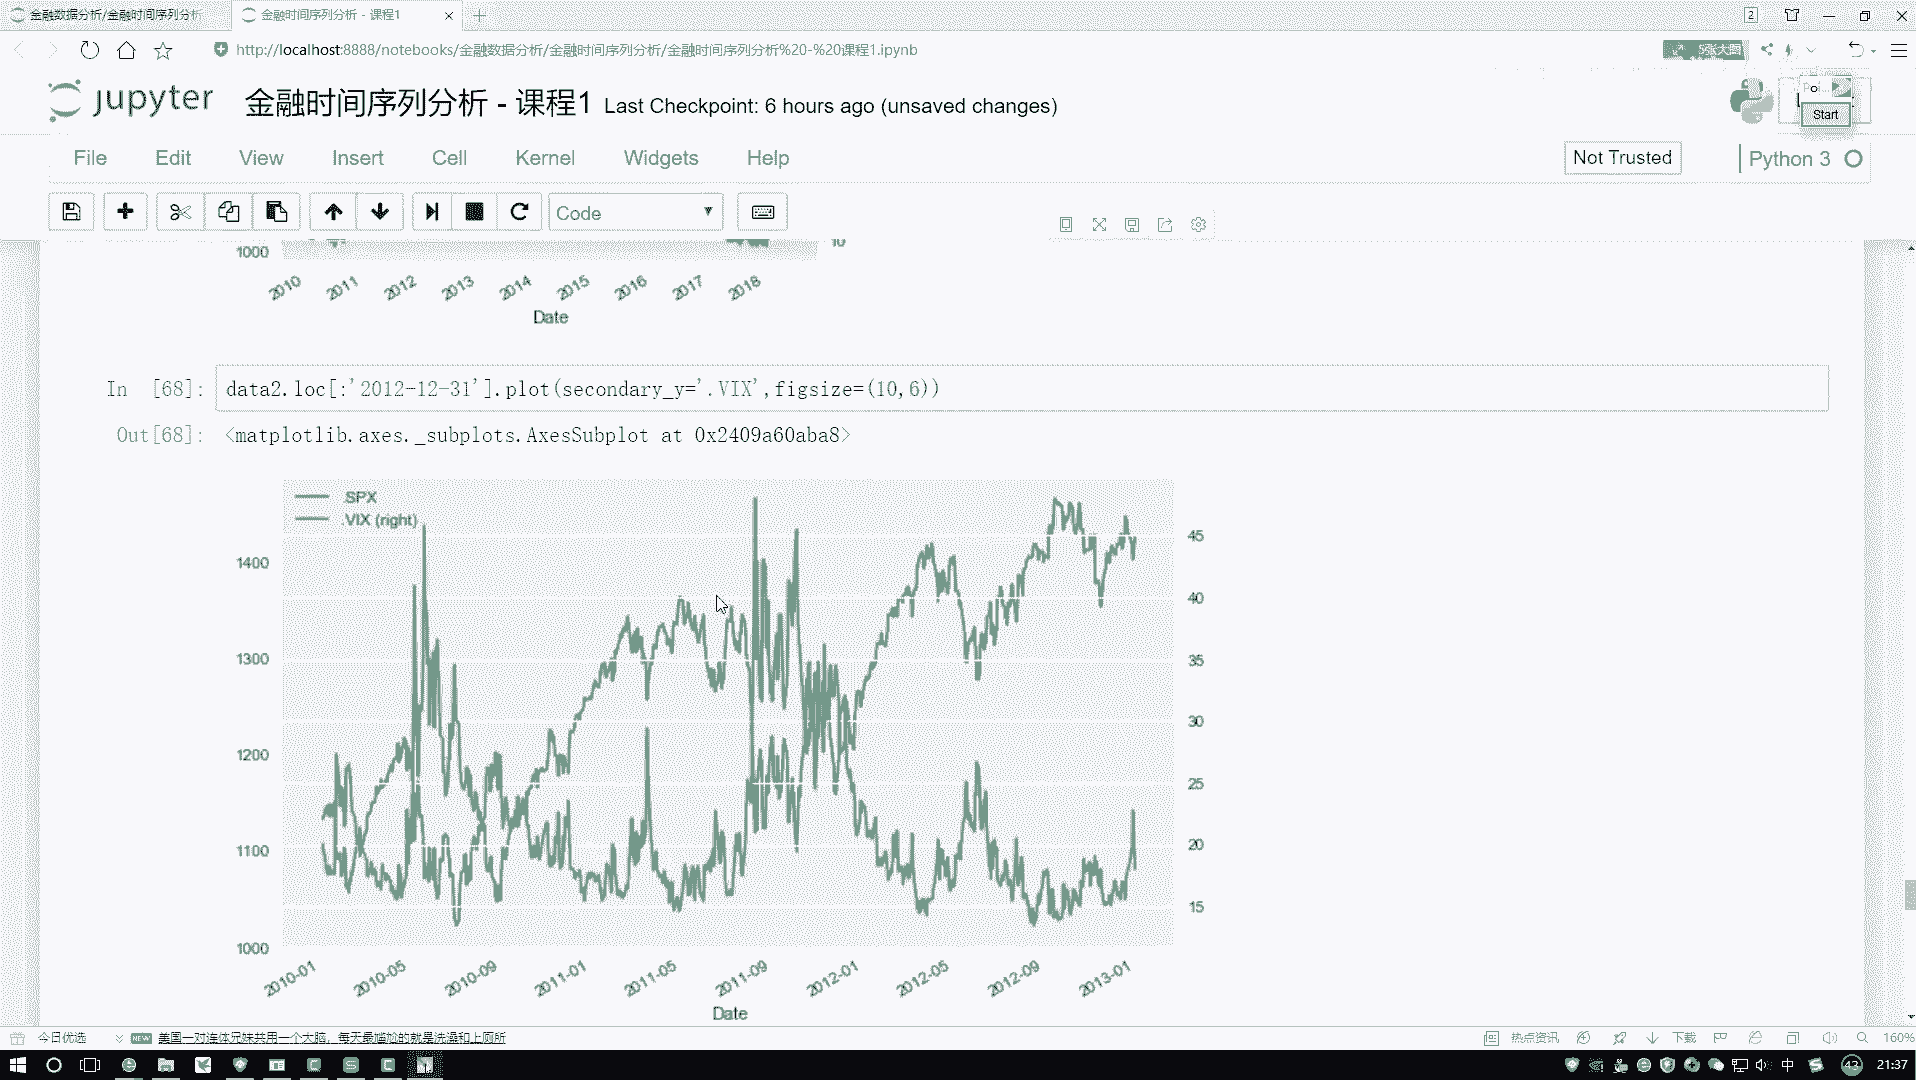 金融数据分析/金融时间序列分析
金融时间序列分析 - 课程1
2
http://localhost:8888/notebooks/金融数据分析/金融时间序列分析/金融时间序列分析%20-%20课程1.ipynb
5张大图
jupyter 金融时间序列分析 - 课程1 Last Checkpoint: 6 hours ago (unsaved changes)
Start
File Edit View Insert Cell Kernel Widgets Help
Not Trusted
Python 3
Code
1000
10
2010 2011 2012 2013 2014 2015 2016 2017 2018
Date
In [68]: data2.loc[:'2012-12-31'].plot(secondary_y='.VIX',figsize=(10,6))
Out[68]: <matplotlib.axes._subplots.AxesSubplot at 0x2409a60aba8>
.SPX
.VIX (right)
1400
1300
1200
1100
1000
45
40
35
30
25
20
15
2010-01 2010-05 2010-09 2011-01 2011-05 2011-09 2012-01 2012-05 2012-09 2013-01
Date
今日优选
NEW
美国一对连体兄妹共用一个大脑，每天最尴尬的就是洗澡和上厕所
热点资讯
下载
160%
中
43
21:37